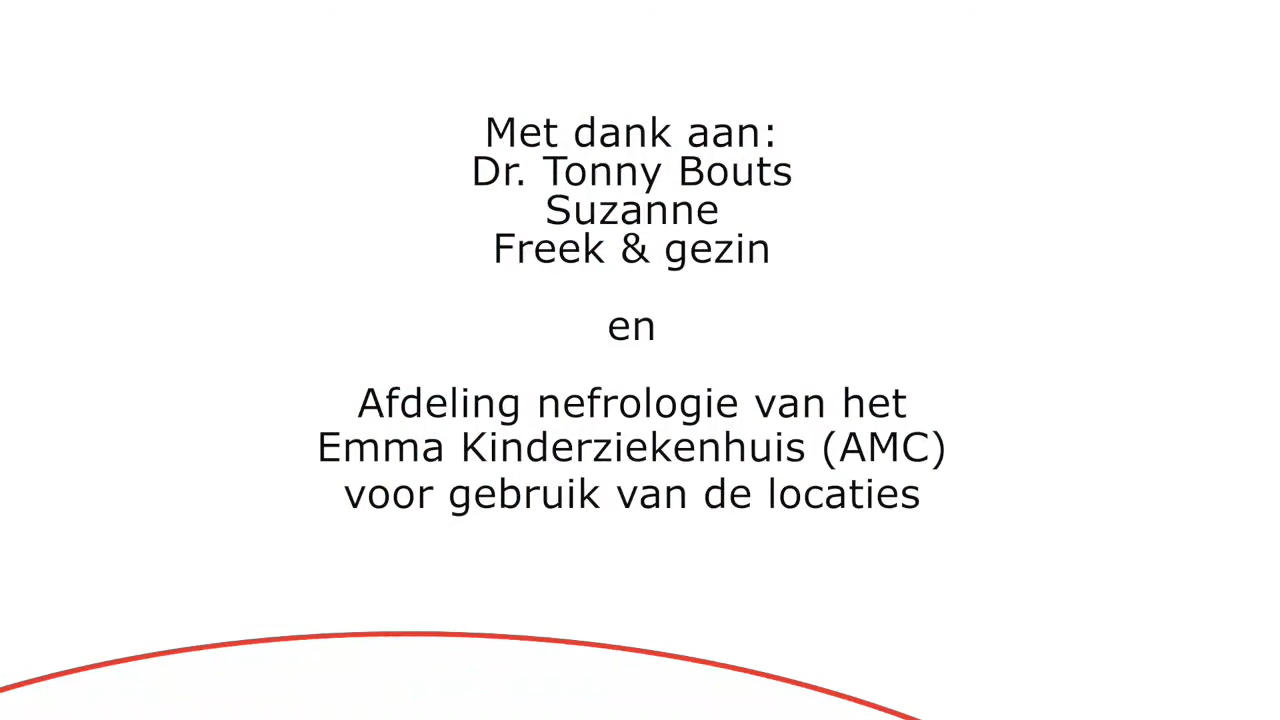 Met dank aan:
Dr. Tonny Bouts
Suzanne
Freek & gezin
en
Afdeling nefrologie van het
Emma Kinderziekenhuis (AMC)
voor gebruik van de locaties